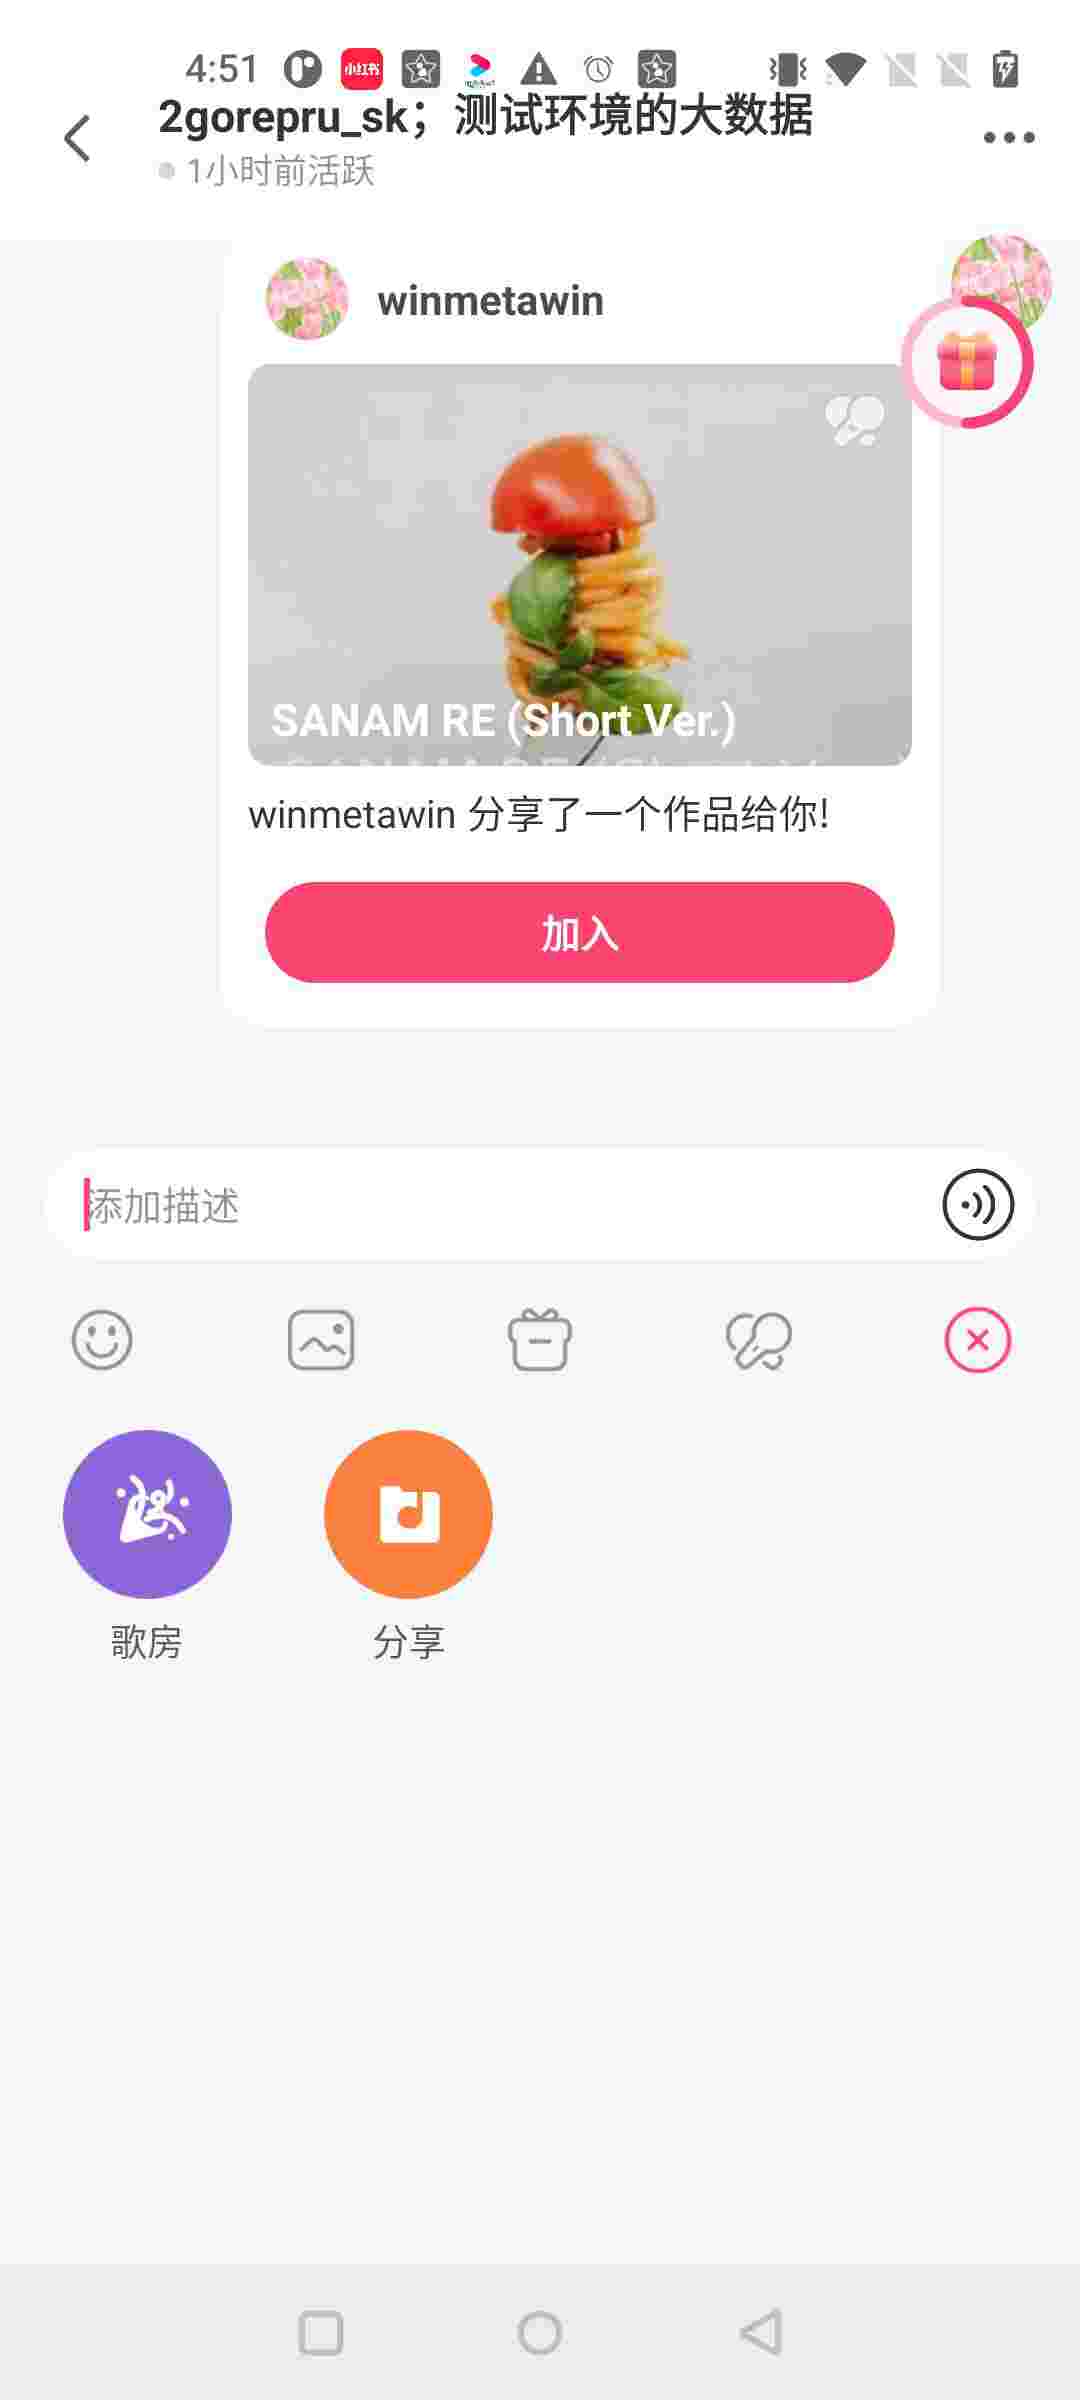 4:51
小红书
2gorepru_sk；测试环境的大数据
1小时前活跃
winmetawin
SANAM RE (Short Ver.)
winmetawin 分享了一个作品给你!
加入
添加描述
歌房
分享